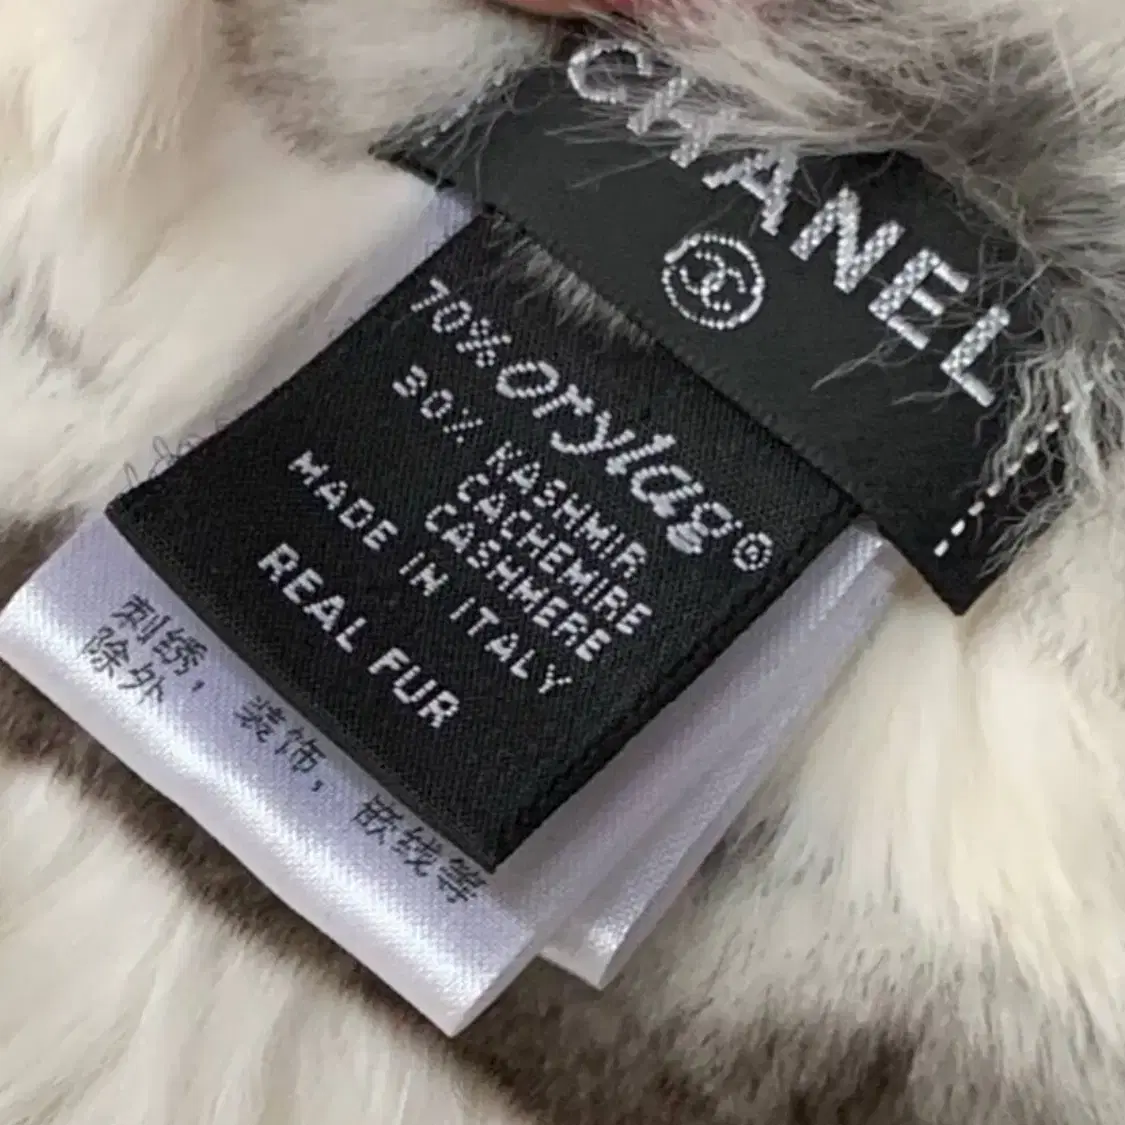 CHANEL
70% Orylag®
30% KASHMIR
CACHEMIRE
CASHMERE
MADE IN ITALY
REAL FUR
刺绣，装饰，嵌线等
除外